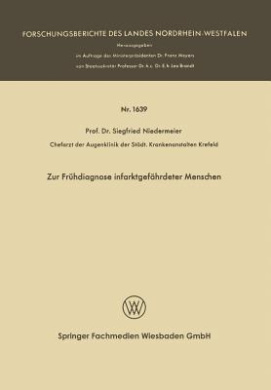 FORSCHUNGSBERICHTE DES LANDES NORDRHEIN-WESTFALEN
Herausgegeben
im Auftrage des Ministerpräsidenten Dr. Franz Meyers
von Staatssekretär Professor Dr. h. c. Dr. E. h. Leo Brandt
Nr. 1639
Prof. Dr. Siegfried Niedermeier
Chefarzt der Augenklinik der Städt. Krankenanstalten Krefeld
Zur Frühdiagnose infarktgefährdeter Menschen
Springer Fachmedien Wiesbaden GmbH